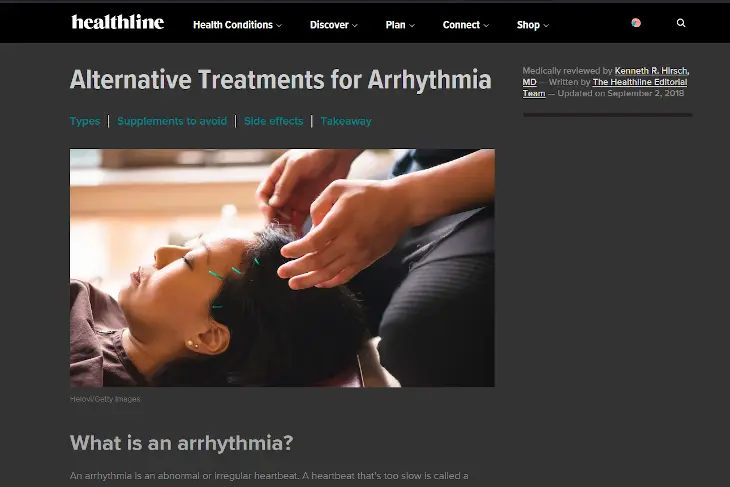 healthline
Health Conditions
Discover
Plan
Connect
Shop
Alternative Treatments for Arrhythmia
Types | Supplements to avoid | Side effects | Takeaway
Medically reviewed by Kenneth R. Hirsch,
MD — Written by The Healthline Editorial
Team — Updated on September 2, 2018
Helovi/Getty Images
What is an arrhythmia?
An arrhythmia is an abnormal or irregular heartbeat. A heartbeat that's too slow is called a